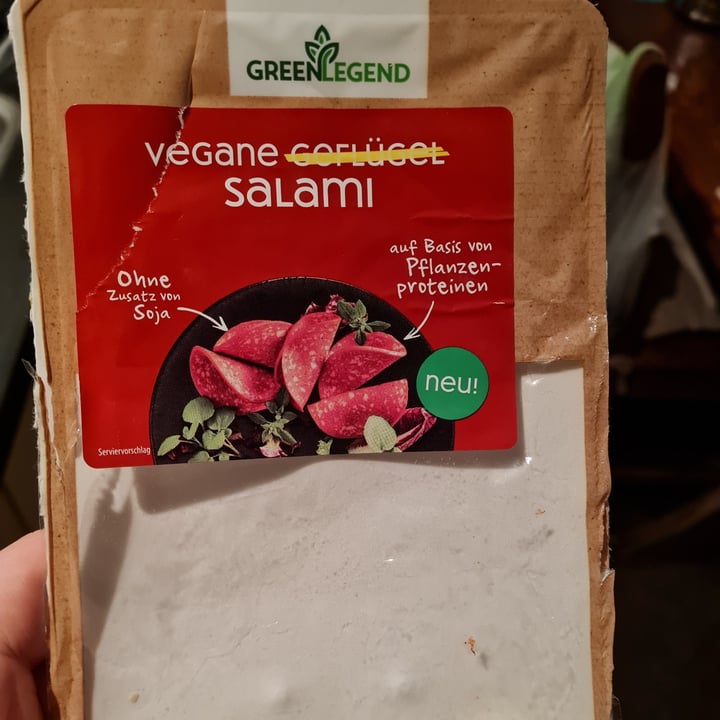 GREENLEGEND
VEGANE GEFLÜGEL
SALAMI
auf Basis von
Pflanzen-
proteinen
Ohne
Zusatz von
Soja
neu!
Serviervorschlag